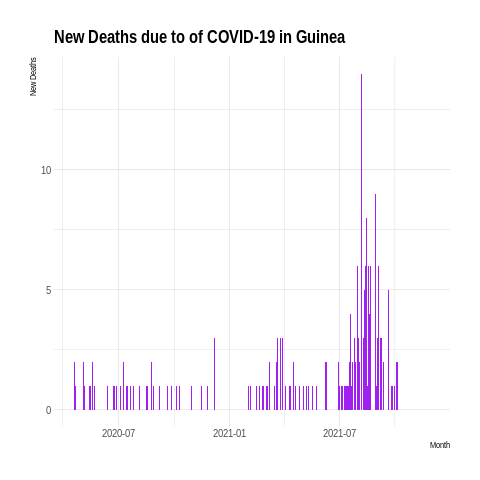 New Deaths due to of COVID-19 in Guinea
New Deaths
10
5
0
2020-07
2021-01
2021-07
Month